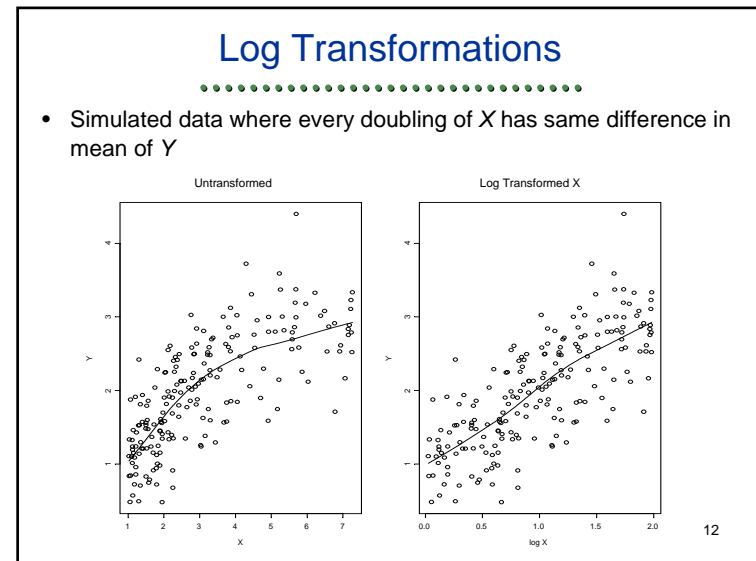 Log Transformations
• Simulated data where every doubling of X has same difference in
mean of Y
Untransformed
Y
4
3
2
1
1 2 3 4 5 6 7
X
Log Transformed X
Y
4
3
2
1
0.0 0.5 1.0 1.5 2.0
log X
12